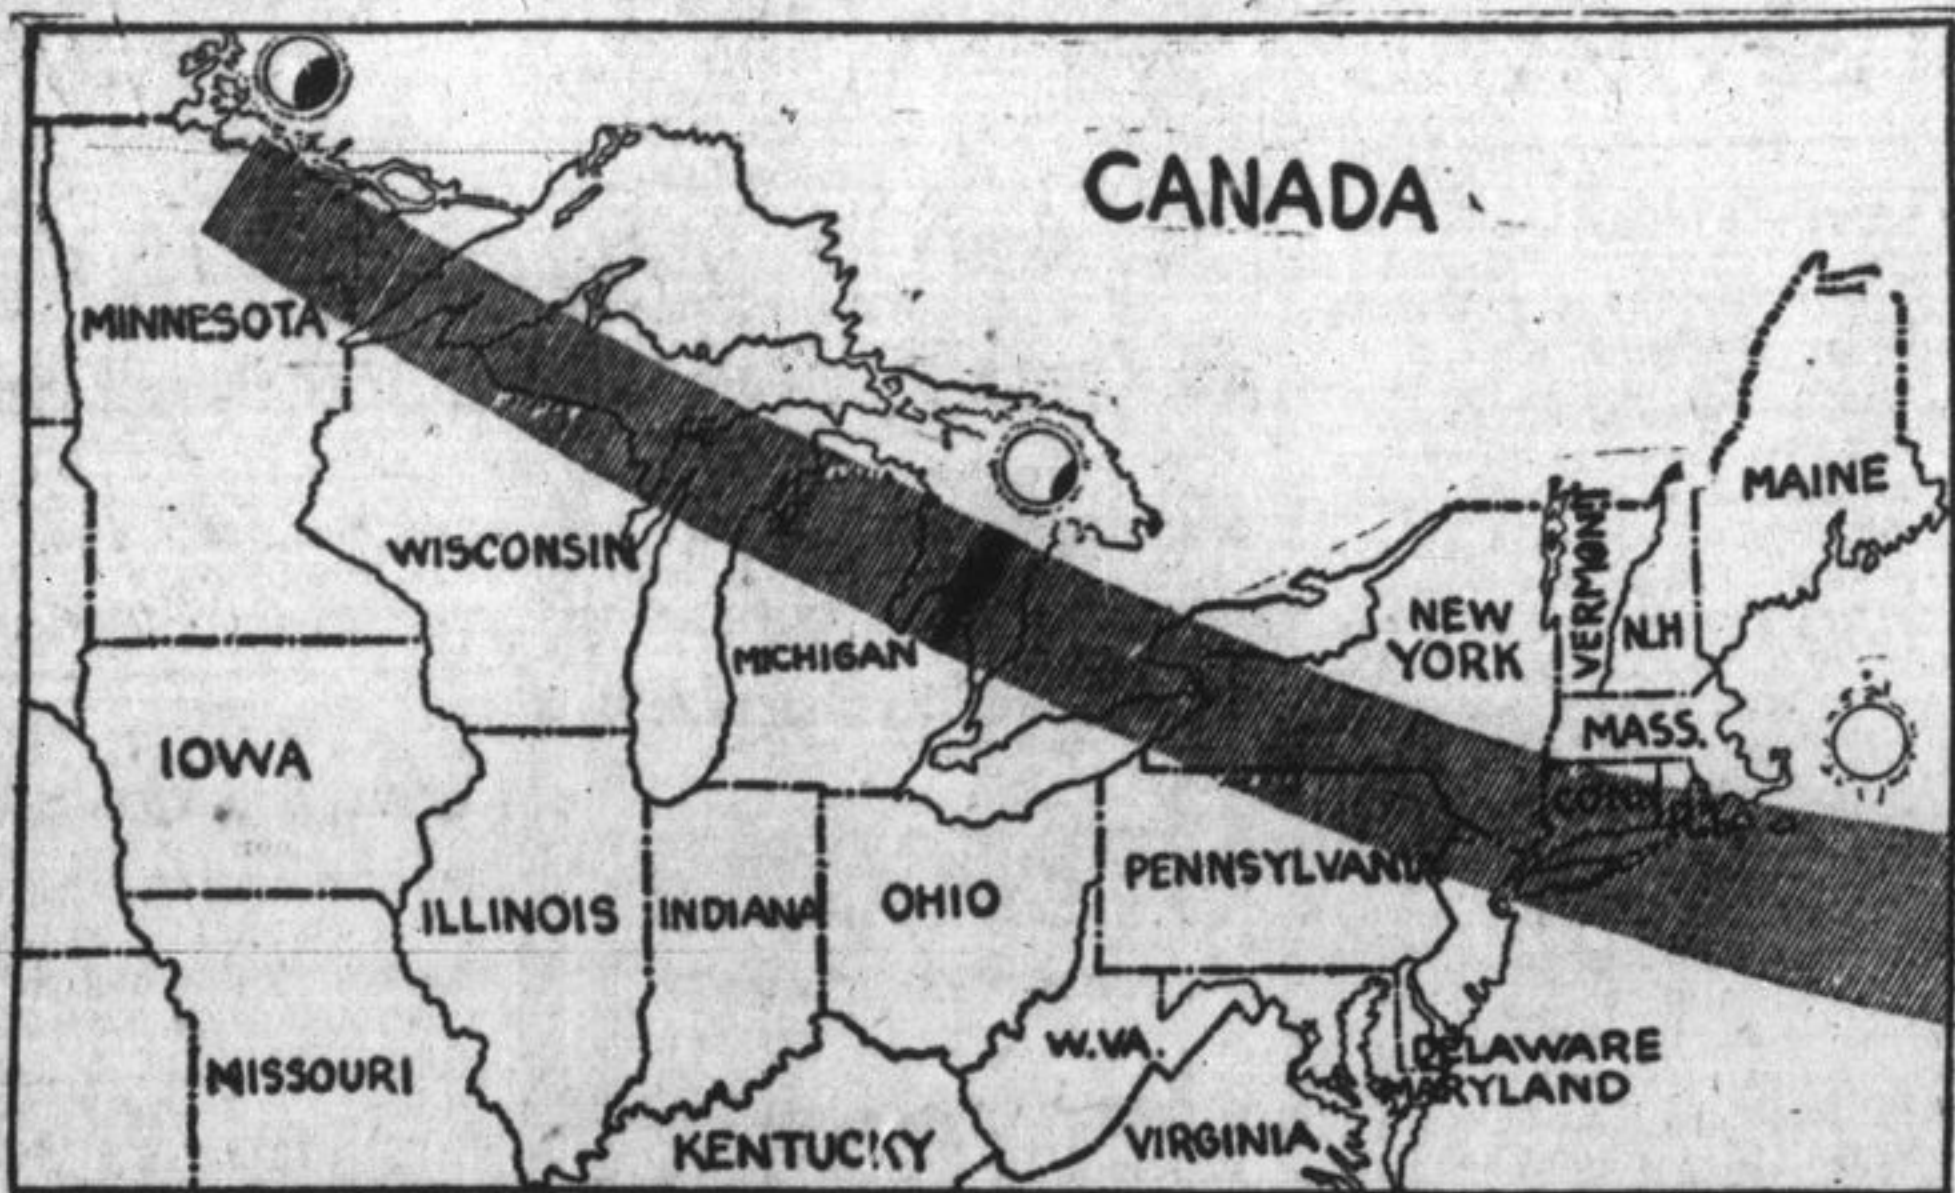 CANADA
MINNESOTA
MAINE
WISCONSIN
VERMONT
NEW
YORK
N.H
MICHIGAN
MASS.
IOWA
CONN
PENNSYLVANIA
ILLINOIS
INDIANA
OHIO
W.VA.
DELAWARE
MARYLAND
MISSOURI
KENTUCKY
VIRGINIA